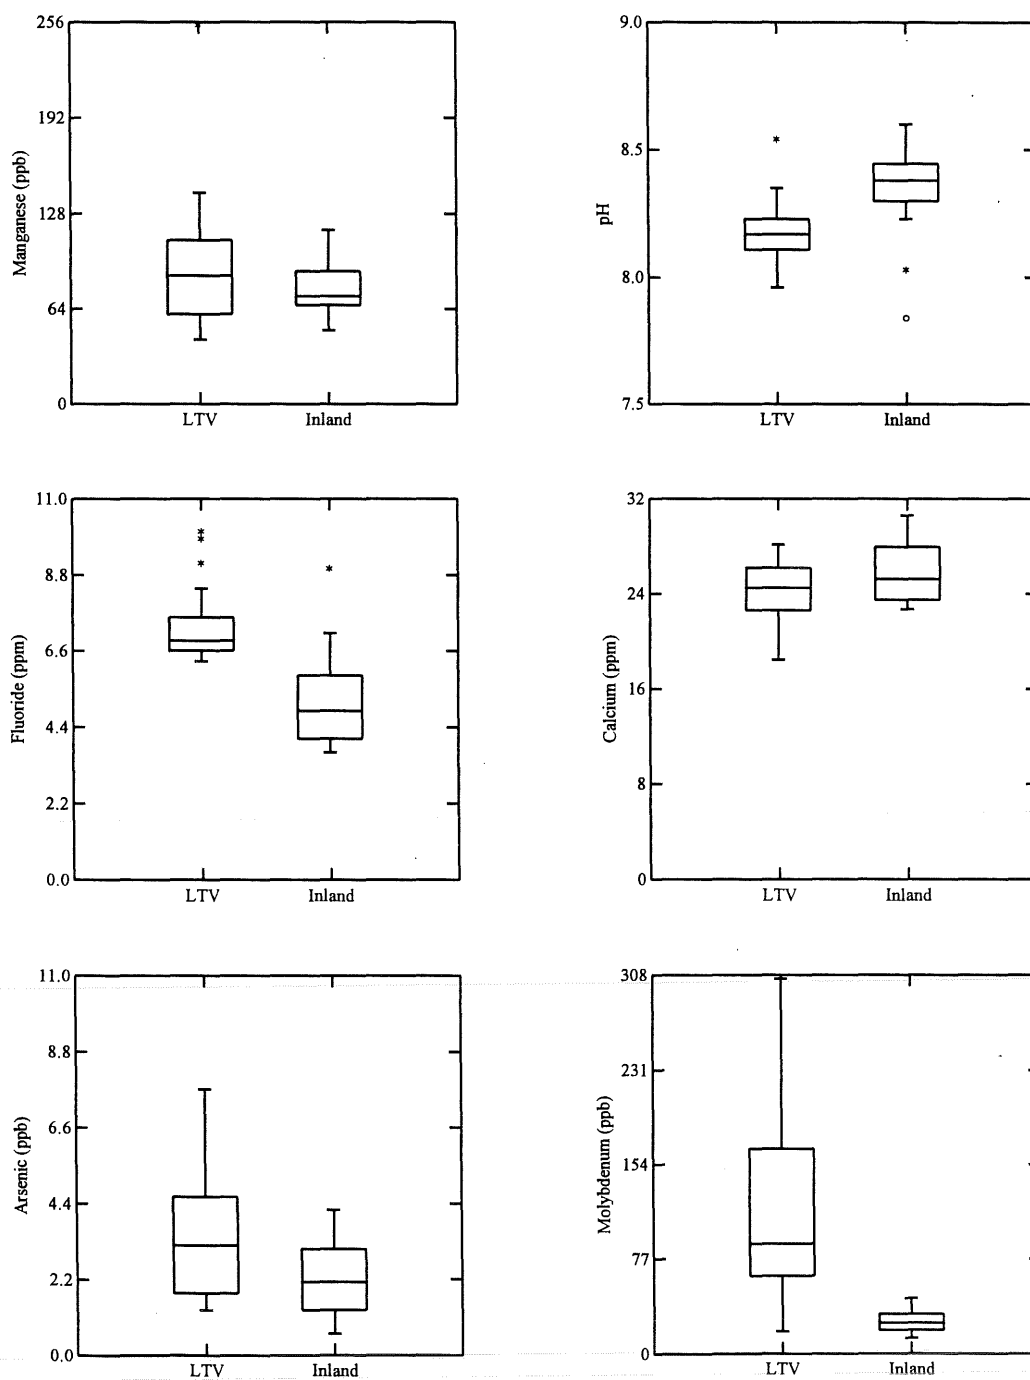 256
192
128
64
0
Manganese (ppb)
LTV Inland
9.0
8.5
8.0
7.5
pH
LTV Inland
11.0
8.8
6.6
4.4
2.2
0.0
Fluoride (ppm)
LTV Inland
32
24
16
8
0
Calcium (ppm)
LTV Inland
11.0
8.8
6.6
4.4
2.2
0.0
Arsenic (ppb)
LTV Inland
308
231
154
77
0
Molybdenum (ppb)
LTV Inland